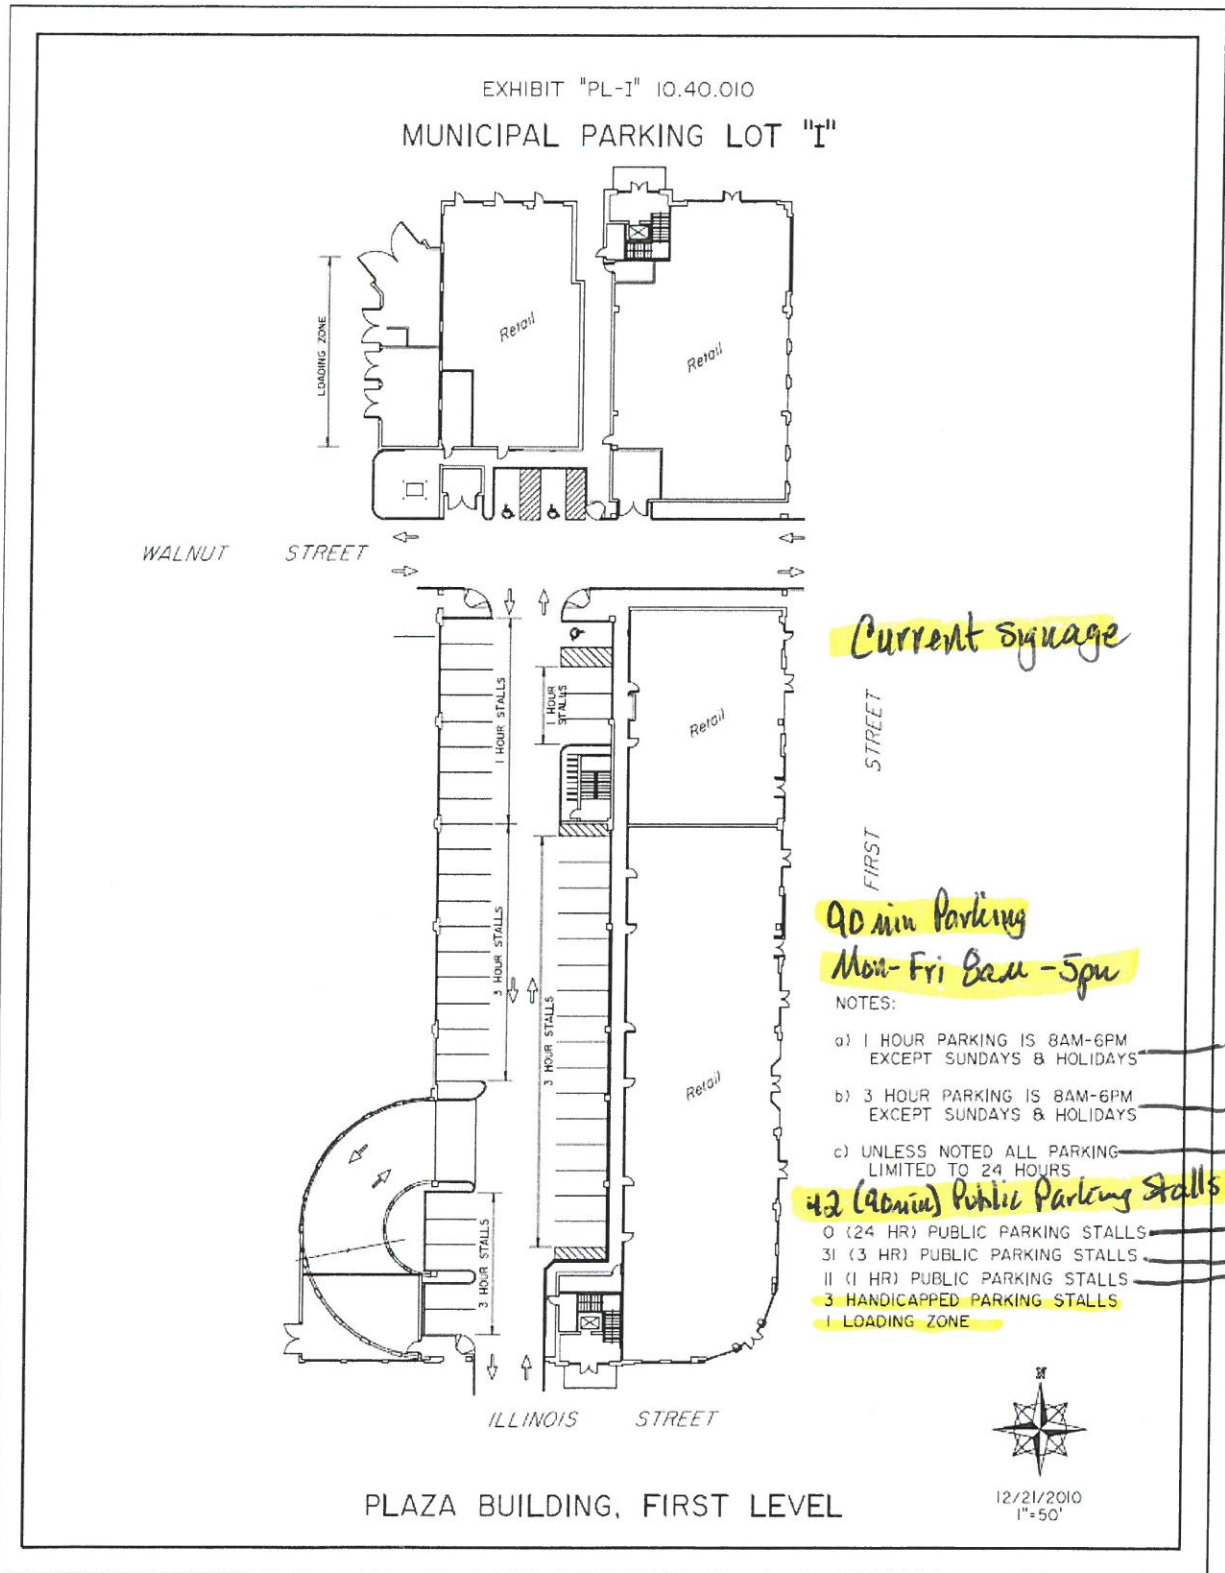 EXHIBIT "PL-I" 10.40.010
MUNICIPAL PARKING LOT "I"
LOADING ZONE
Retail
Retail
WALNUT STREET
Current Signage
1 HOUR STALLS
1 HOUR
STALLS
Retail
FIRST STREET
3 HOUR STALLS
3 HOUR STALLS
Retail
90 min Parking
Mon-Fri 8am-5pm
NOTES:
a) 1 HOUR PARKING IS 8AM-6PM
EXCEPT SUNDAYS & HOLIDAYS
b) 3 HOUR PARKING IS 8AM-6PM
EXCEPT SUNDAYS & HOLIDAYS
c) UNLESS NOTED ALL PARKING
LIMITED TO 24 HOURS
42 (90min) Public Parking Stalls
0 (24 HR) PUBLIC PARKING STALLS
31 (3 HR) PUBLIC PARKING STALLS
11 (1 HR) PUBLIC PARKING STALLS
3 HANDICAPPED PARKING STALLS
1 LOADING ZONE
3 HOUR STALLS
ILLINOIS STREET
N
PLAZA BUILDING, FIRST LEVEL
12/21/2010
1"=50'